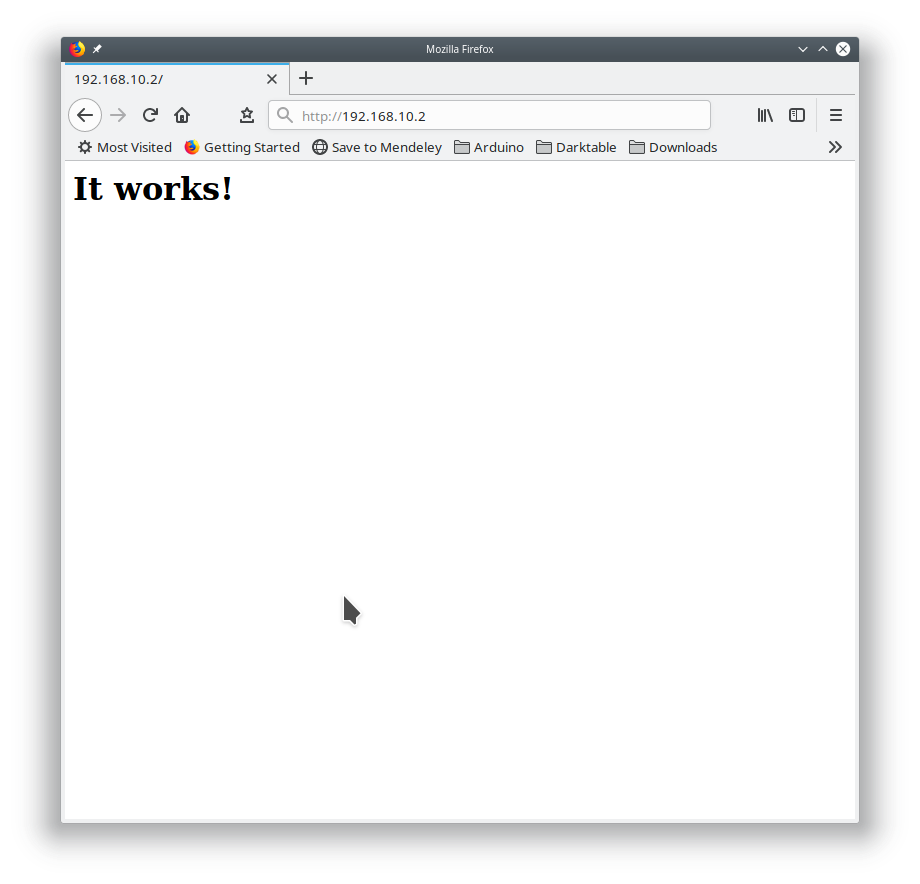 Mozilla Firefox
192.168.10.2/
http://192.168.10.2
Most Visited Getting Started Save to Mendeley Arduino Darktable Downloads
It works!